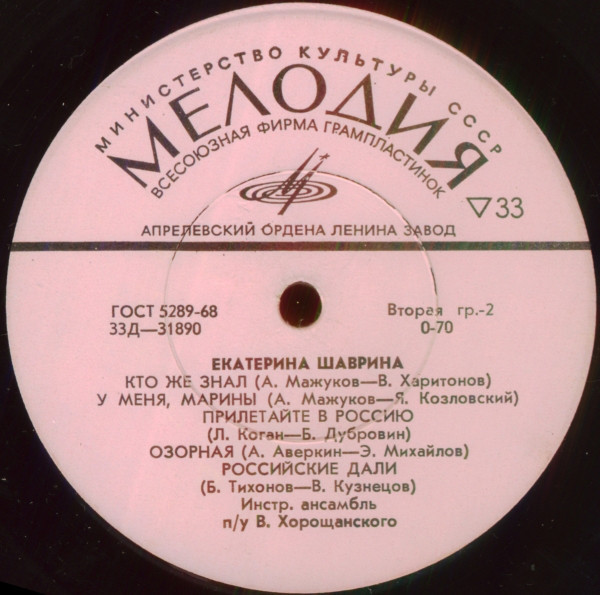 МИНИСТЕРСТВО КУЛЬТУРЫ СССР
МЕЛОДИЯ
ВСЕСОЮЗНАЯ ФИРМА ГРАМПЛАСТИНОК
▽33
АПРЕЛЕВСКИЙ ОРДЕНА ЛЕНИНА ЗАВОД
ГОСТ 5289-68 Вторая гр.-2
33Д—31890 0-70
ЕКАТЕРИНА ШАВРИНА
КТО ЖЕ ЗНАЛ (А. Мажуков—В. Харитонов)
У МЕНЯ, МАРИНЫ (А. Мажуков—Я. Козловский)
ПРИЛЕТАЙТЕ В РОССИЮ
(Л. Коган—Б. Дубровин)
ОЗОРНАЯ (А. Аверкин—Э. Михайлов)
РОССИЙСКИЕ ДАЛИ
(Б. Тихонов—В. Кузнецов)
Инстр. ансамбль
п/у В. Хорощанского